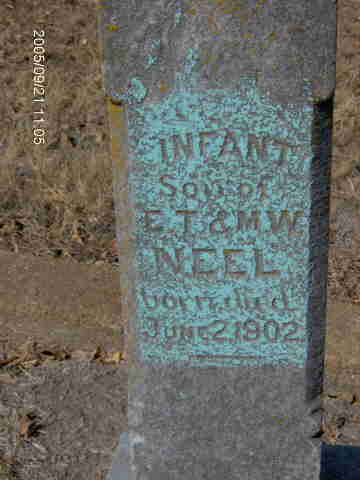 2005/09/21 11:05
INFANT
Son of
E.T. & M.W.
NEEL
born, died
JUNE 2, 1902